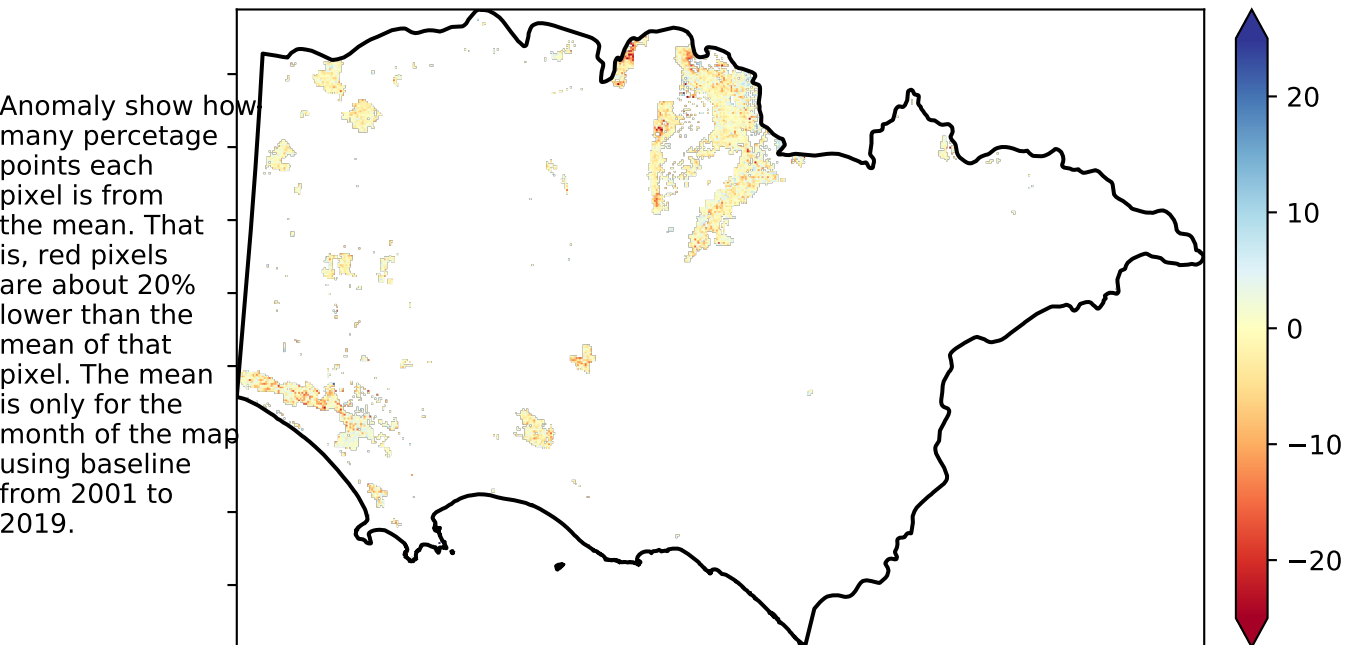 Anomaly show how
many percetage
points each
pixel is from
the mean. That
is, red pixels
are about 20%
lower than the
mean of that
pixel. The mean
is only for the
month of the map
using baseline
from 2001 to
2019.
20
10
0
−10
−20